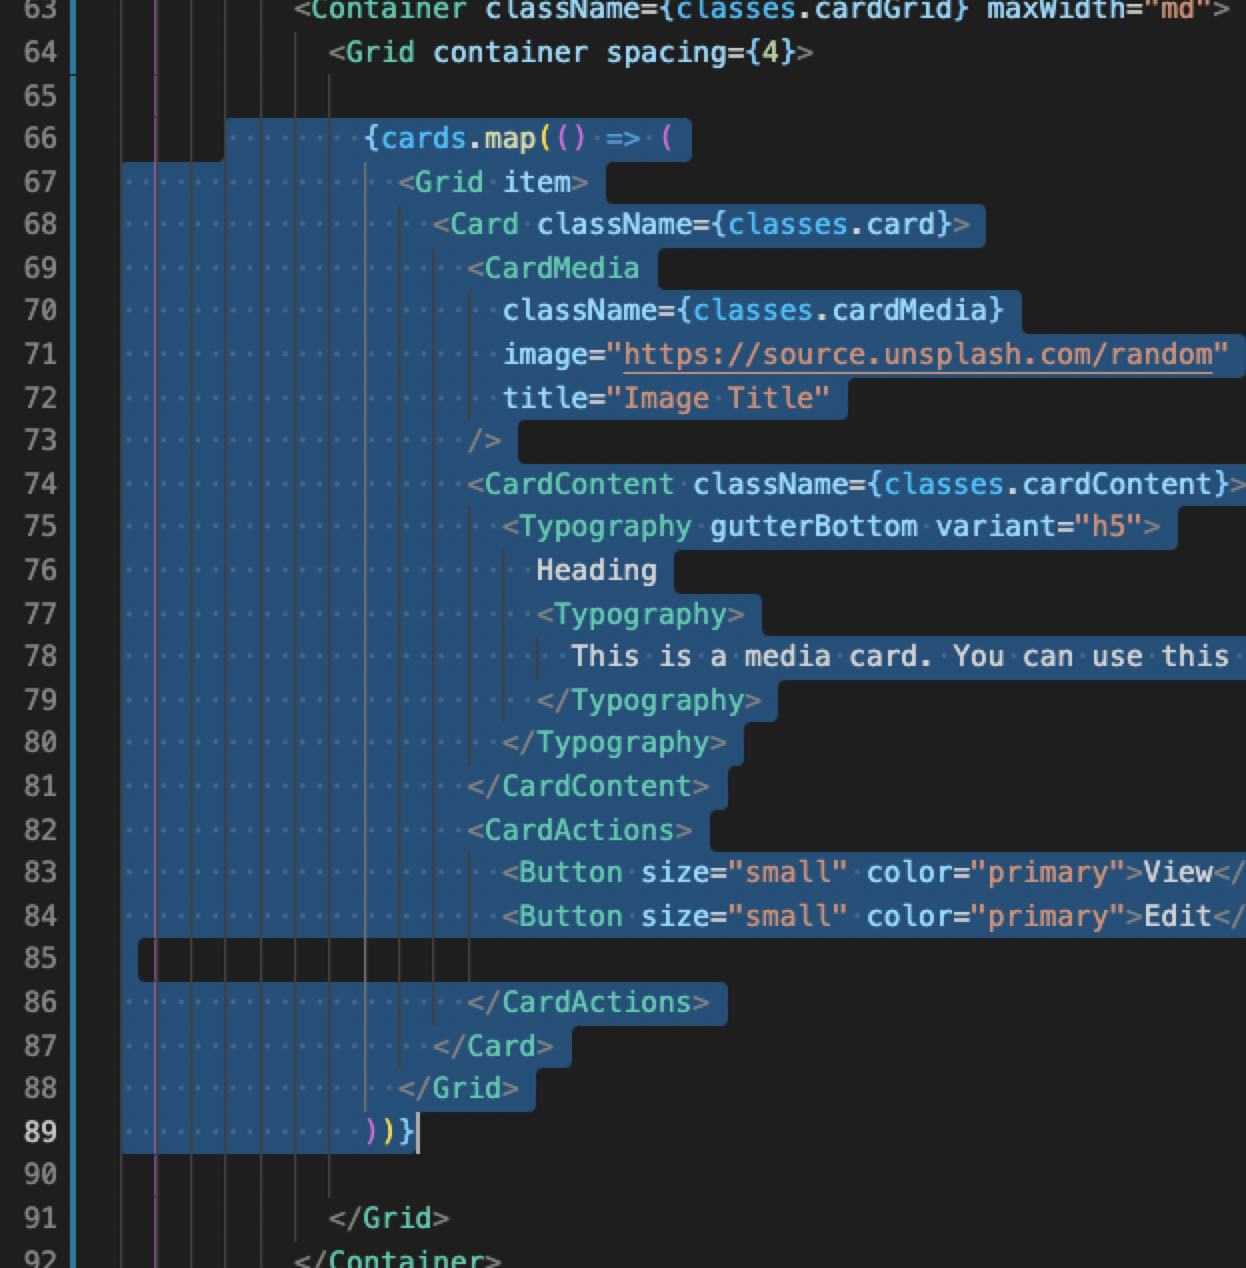 63 <Container className={classes.cardGrid} maxWidth="md">
64 <Grid container spacing={4}>
65
66 {cards.map(() => (
67 <Grid item>
68 <Card className={classes.card}>
69 <CardMedia
70 className={classes.cardMedia}
71 image="https://source.unsplash.com/random"
72 title="Image Title"
73 />
74 <CardContent className={classes.cardContent}>
75 <Typography gutterBottom variant="h5">
76 Heading
77 <Typography>
78 This is a media card. You can use this
79 </Typography>
80 </Typography>
81 </CardContent>
82 <CardActions>
83 <Button size="small" color="primary">View</
84 <Button size="small" color="primary">Edit</
85
86 </CardActions>
87 </Card>
88 </Grid>
89 ))}
90
91 </Grid>
92 </Container>